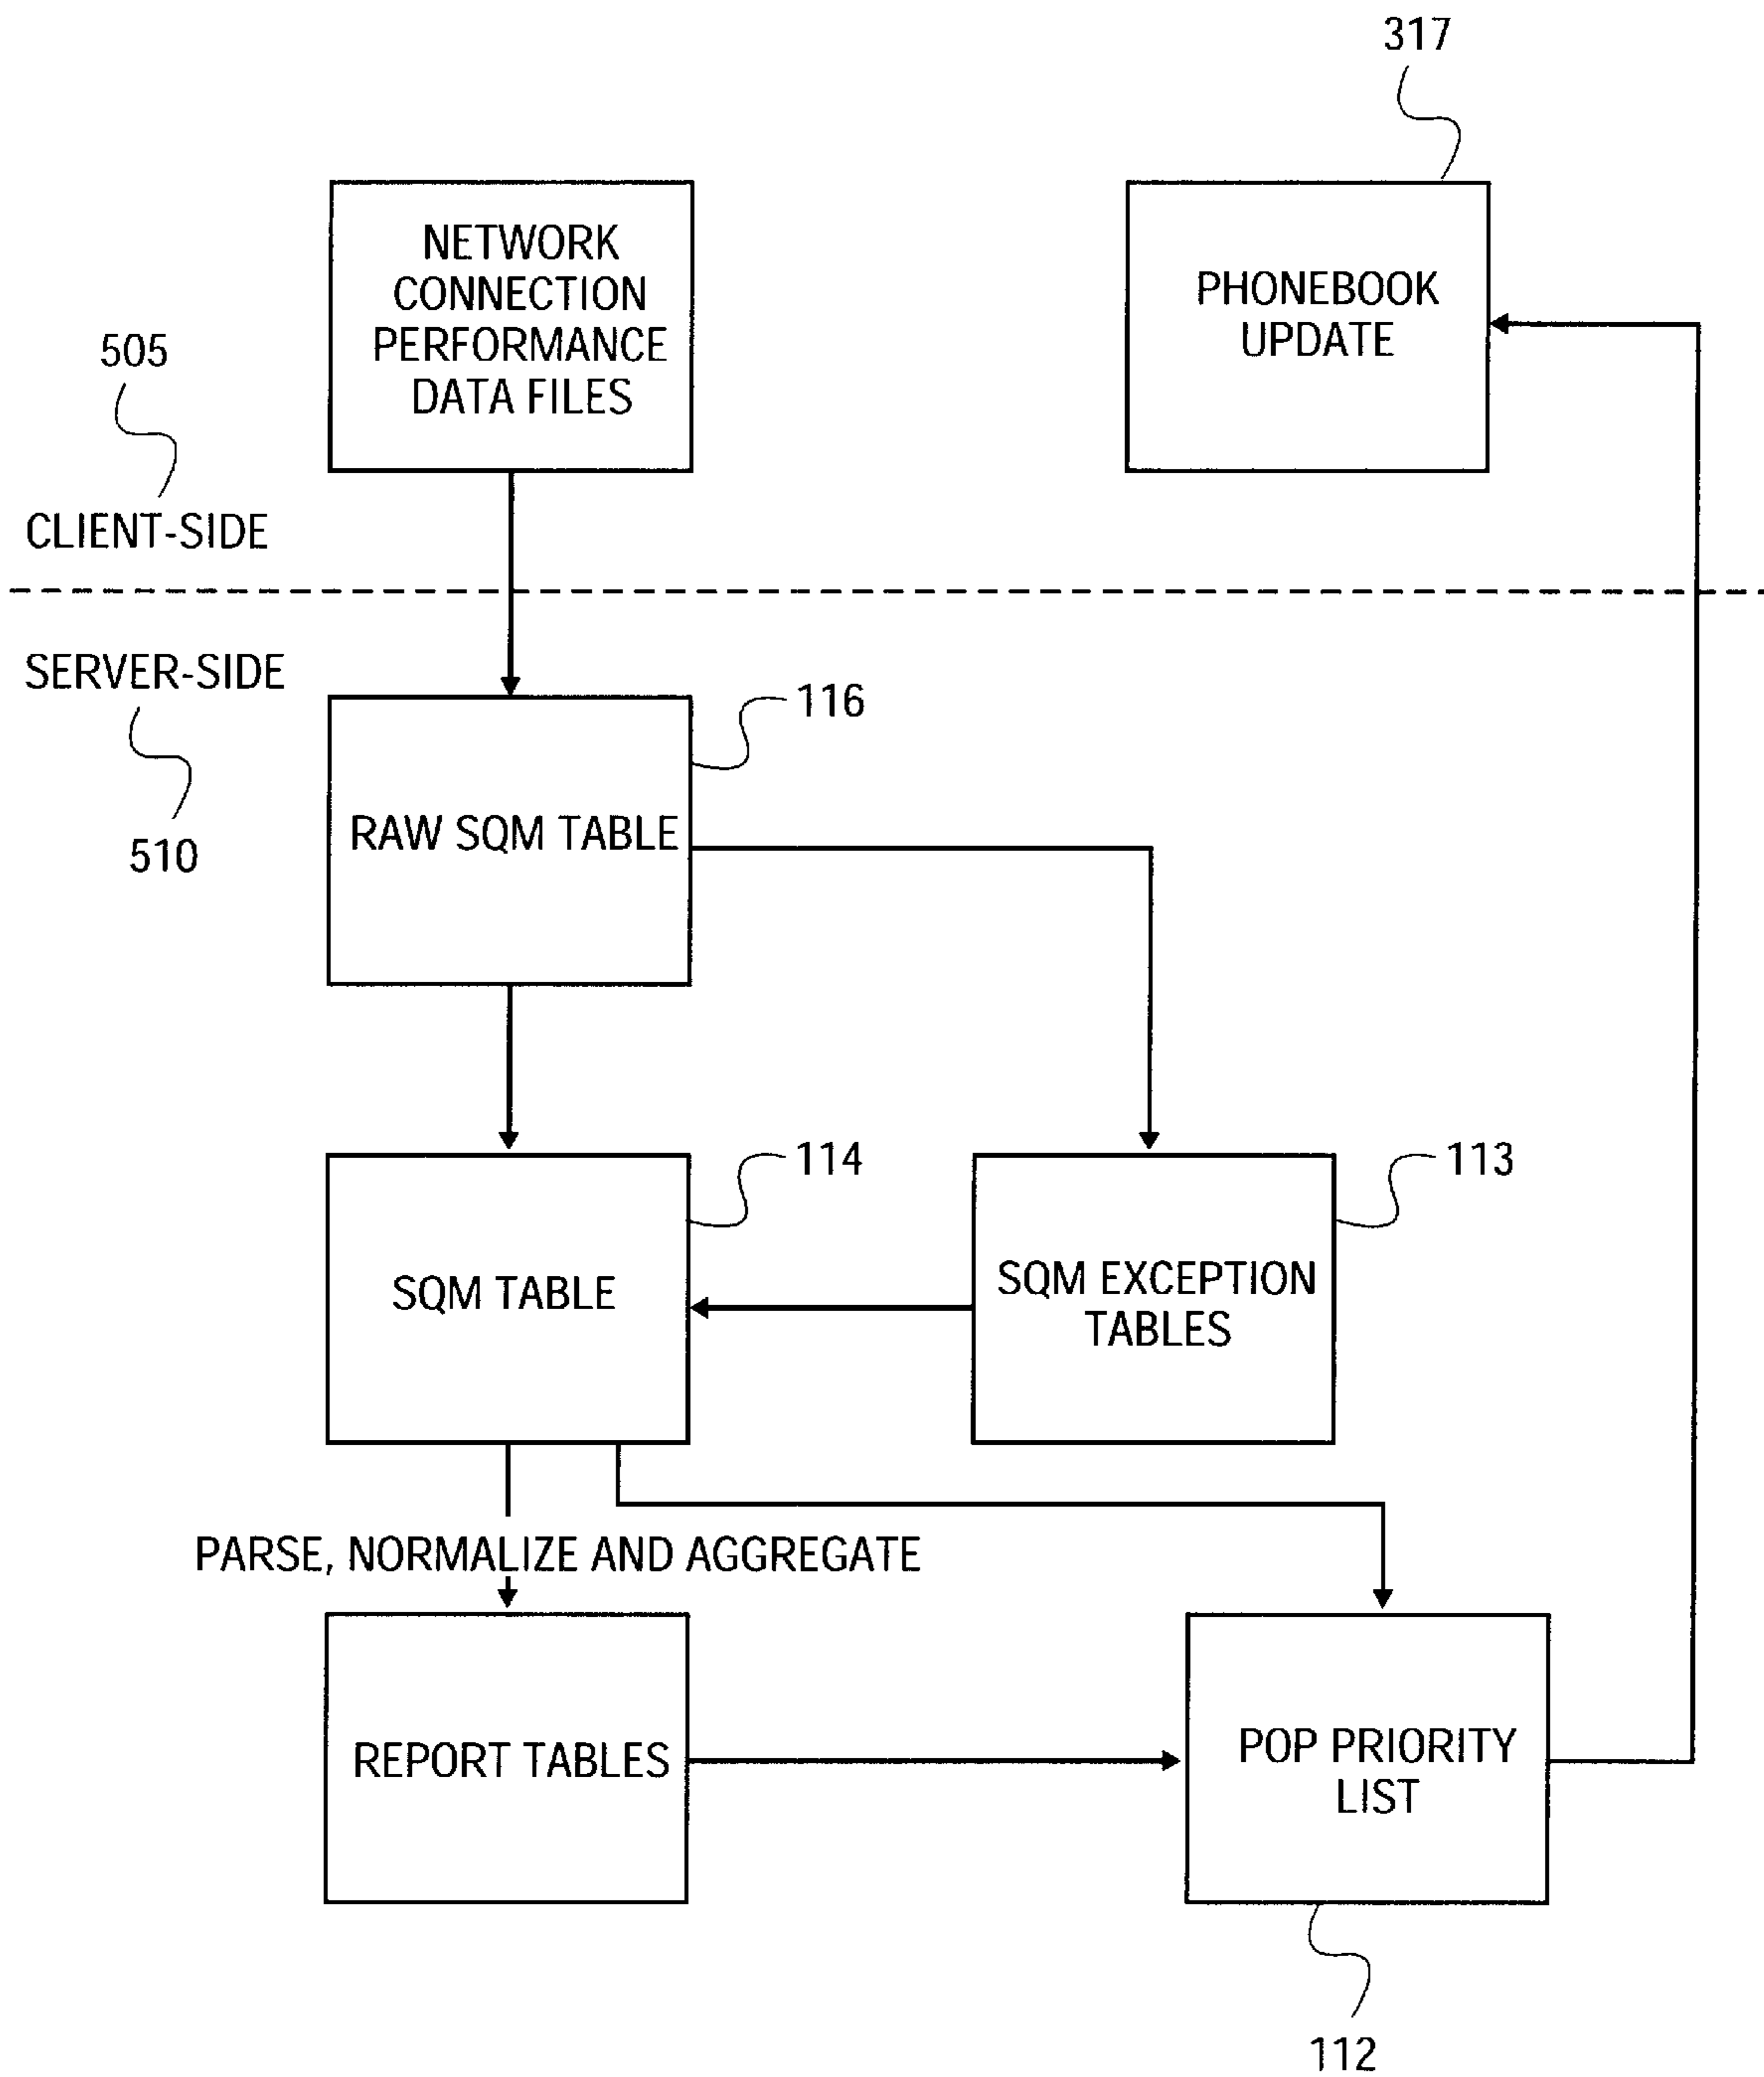 317
NETWORK
CONNECTION
PERFORMANCE
DATA FILES
PHONEBOOK
UPDATE
505
CLIENT-SIDE
SERVER-SIDE
510
116
RAW SQM TABLE
114
113
SQM TABLE
SQM EXCEPTION
TABLES
PARSE, NORMALIZE AND AGGREGATE
REPORT TABLES
POP PRIORITY
LIST
112